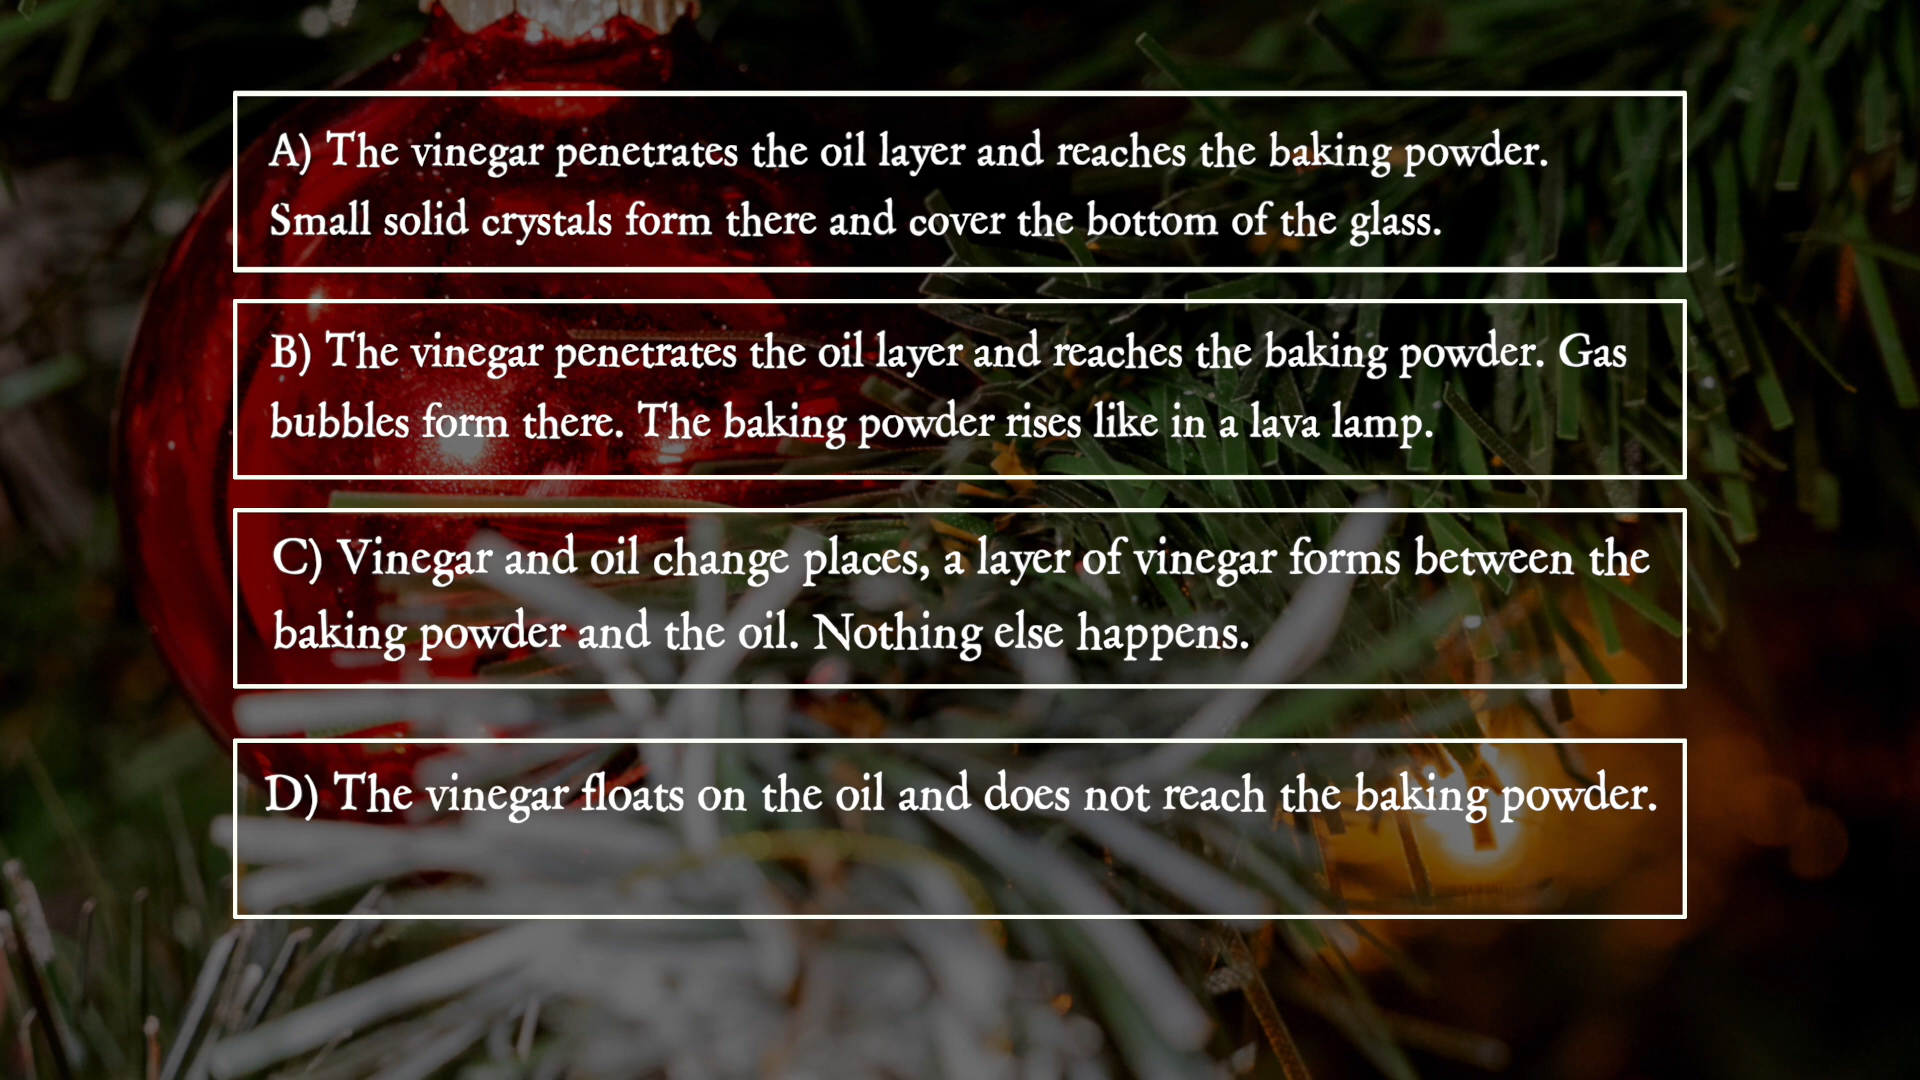 A) The vinegar penetrates the oil layer and reaches the baking powder.
Small solid crystals form there and cover the bottom of the glass.
B) The vinegar penetrates the oil layer and reaches the baking powder. Gas
bubbles form there. The baking powder rises like in a lava lamp.
C) Vinegar and oil change places, a layer of vinegar forms between the
baking powder and the oil. Nothing else happens.
D) The vinegar floats on the oil and does not reach the baking powder.